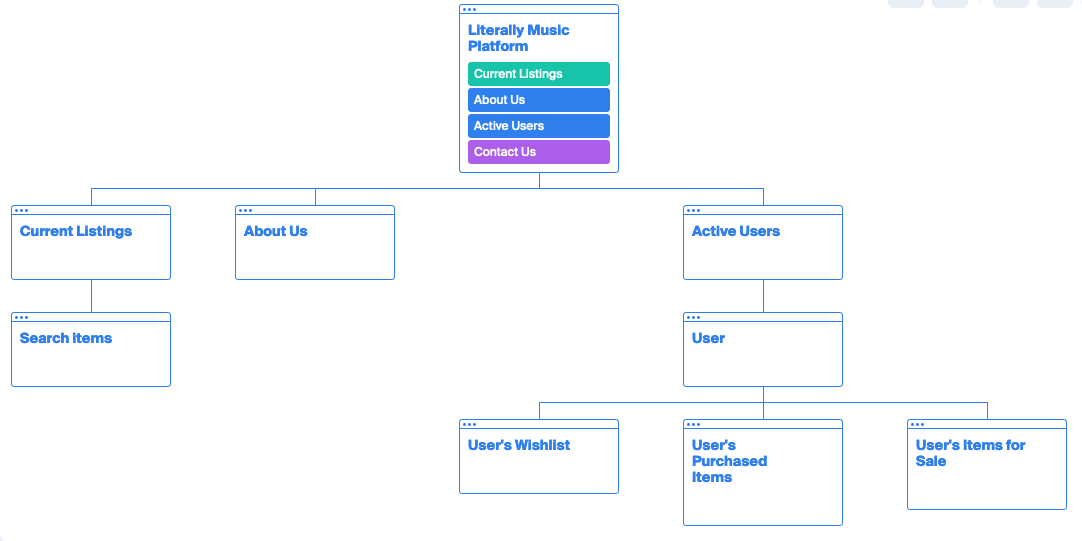 Literally Music
Platform
Current Listings
About Us
Active Users
Contact Us
Current Listings
About Us
Active Users
Search Items
User
User's Wishlist
User's
Purchased
Items
User's Items for
Sale